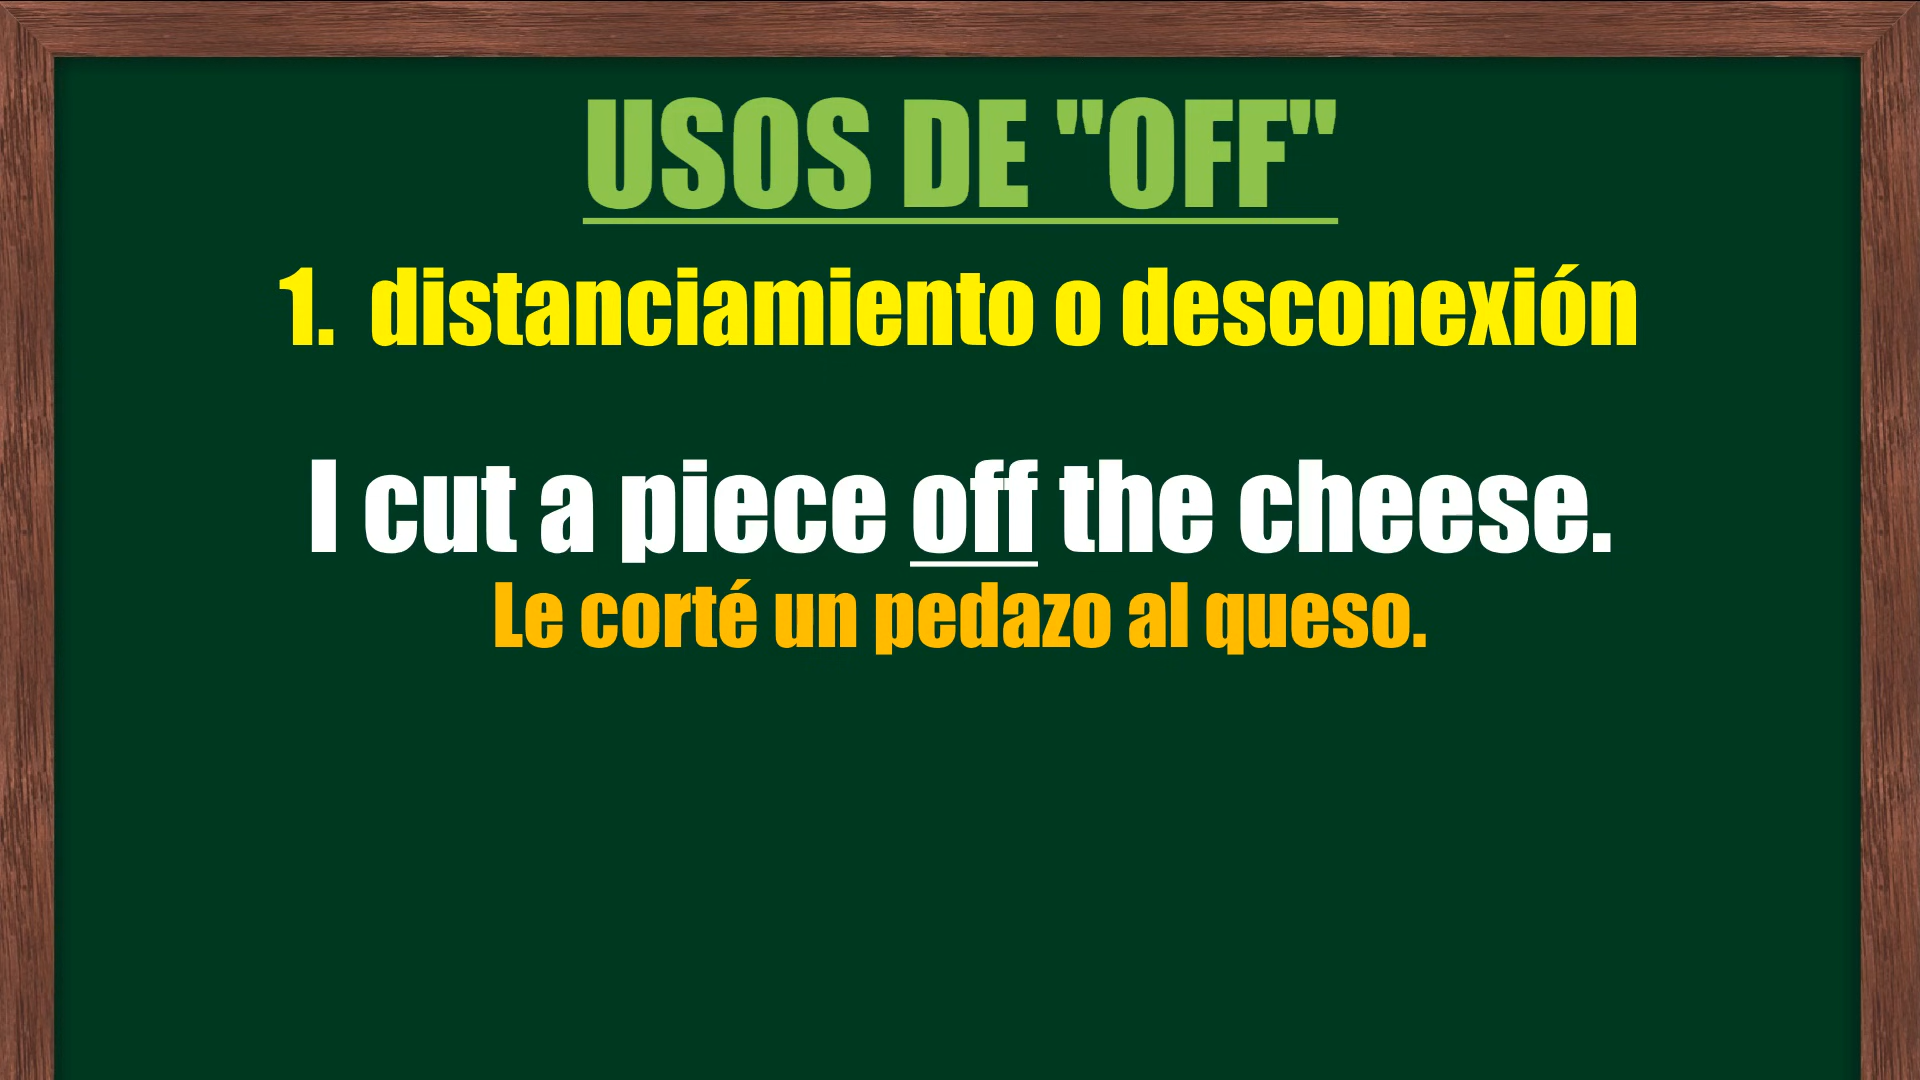 USOS DE "OFF"
1. distanciamiento o desconexión
I cut a piece off the cheese.
Le corté un pedazo al queso.